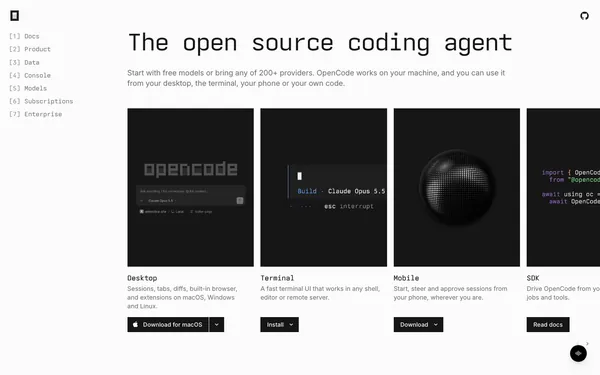 [1] Docs
[2] Product
[3] Data
[4] Console
[5] Models
[6] Subscriptions
[7] Enterprise
The open source coding agent
Start with free models or bring any of 200+ providers. OpenCode works on your machine, and you can use it
from your desktop, the terminal, your phone or your own code.
opencode
Claude Opus 5.5
Build · Claude Opus 5.5
esc interrupt
import { OpenCo
from "@opencod
await using oc =
await OpenCode
Desktop
Sessions, tabs, diffs, built-in browser,
and extensions on macOS, Windows
and Linux.
Download for macOS
Terminal
A fast terminal UI that works in any shell,
editor or remote server.
Install
Mobile
Start, steer and approve sessions from
your phone, wherever you are.
Download
SDK
Drive OpenCode from yo
jobs and tools.
Read docs